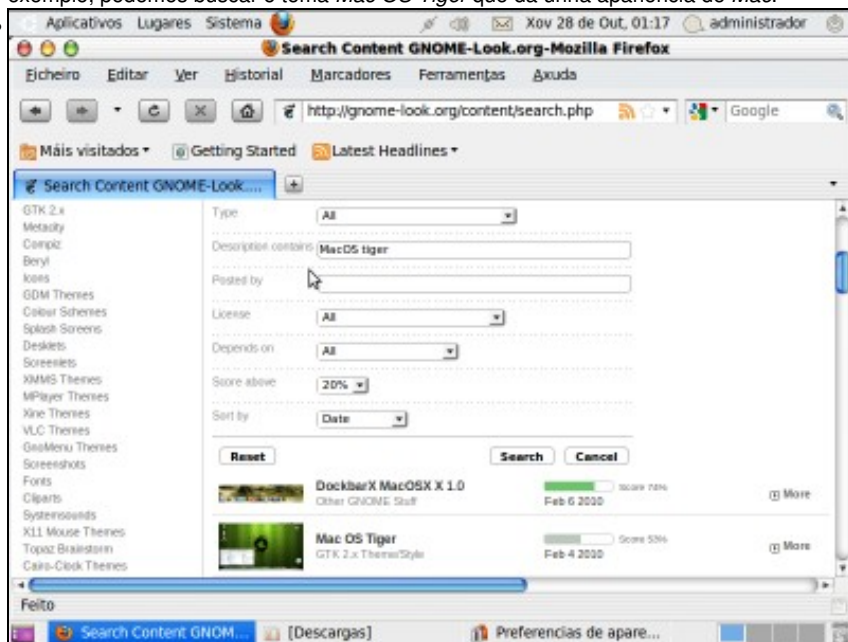 exemplo, podemos buscar o tema Mac OS Tiger que dá unha apariencia de Mac.
Aplicativos Lugares Sistema Xov 28 de Out, 01:17 administrador
Search Content GNOME-Look.org-Mozilla Firefox
Eicheiro Editar Ver Historial Marcadores Ferramentas Axuda
http://gnome-look.org/content/search.php Google
Máis visitados Getting Started Latest Headlines
Search Content GNOME-Look....
GTK 2.x
Metacity
Compiz
Beryl
Icons
GDM Themes
Colour Schemes
Splash Screens
Desklets
Screenlets
XMMS Themes
MPlayer Themes
Xine Themes
VLC Themes
GnoMenu Themes
Screenshots
Fonts
Cliparts
Systemsounds
X11 Mouse Themes
Topaz Brainstorm
Cairo-Clock Themes
Type All
Description contains MacOS tiger
Posted by
License All
Depends on All
Score above 20%
Sort by Date
Reset Search Cancel
DockbarX MacOSX X 1.0 Score
Other GNOME Stuff Feb 6 2010 More
Mac OS Tiger Score 53%
GTK 2.x Theme/Style Feb 4 2010 More
Feito
Search Content GNOM... [Descargas] Preferencias de apare...